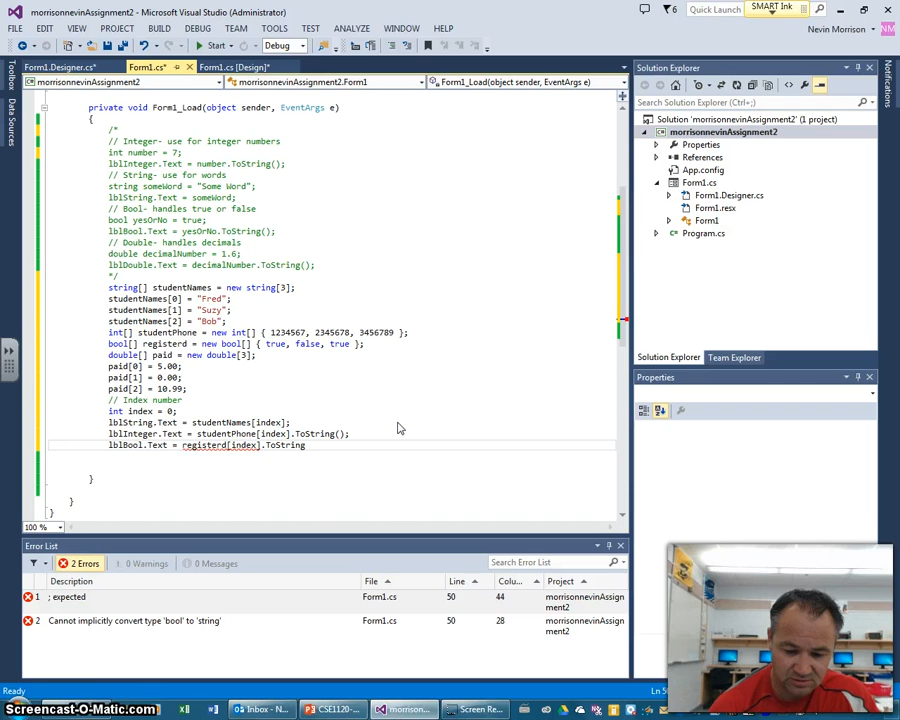 morrisonnevinAssignment2 - Microsoft Visual Studio (Administrator)
6
Quick Launch
SMART Ink
FILE EDIT VIEW PROJECT BUILD DEBUG TEAM TOOLS TEST ANALYZE WINDOW HELP
Nevin Morrison
NM
Start Debug
Toolbox
Data Sources
Form1.Designer.cs* Form1.cs* Form1.cs [Design]*
morrisonnevinAssignment2 morrisonnevinAssignment2.Form1 Form1_Load(object sender, EventArgs e)
private void Form1_Load(object sender, EventArgs e)
{
/*
// Integer- use for integer numbers
int number = 7;
lblInteger.Text = number.ToString();
// String- use for words
string someWord = "Some Word";
lblString.Text = someWord;
// Bool- handles true or false
bool yesOrNo = true;
lblBool.Text = yesOrNo.ToString();
// Double- handles decimals
double decimalNumber = 1.6;
lblDouble.Text = decimalNumber.ToString();
*/
string[] studentNames = new string[3];
studentNames[0] = "Fred";
studentNames[1] = "Suzy";
studentNames[2] = "Bob";
int[] studentPhone = new int[] { 1234567, 2345678, 3456789 };
bool[] registerd = new bool[] { true, false, true };
double[] paid = new double[3];
paid[0] = 5.00;
paid[1] = 0.00;
paid[2] = 10.99;
// Index number
int index = 0;
lblString.Text = studentNames[index];
lblInteger.Text = studentPhone[index].ToString();
lblBool.Text = registerd[index].ToString
}
}
}
100 %
Error List
2 Errors 0 Warnings 0 Messages
Search Error List
Description File Line Colu... Project
1 ; expected Form1.cs 50 44 morrisonnevinAssignment2
2 Cannot implicitly convert type 'bool' to 'string' Form1.cs 50 28 morrisonnevinAssignment2
Solution Explorer
Search Solution Explorer (Ctrl+;)
Solution 'morrisonnevinAssignment2' (1 project)
morrisonnevinAssignment2
Properties
References
App.config
Form1.cs
Form1.Designer.cs
Form1.resx
Form1
Program.cs
Solution Explorer Team Explorer
Properties
Notifications
Ready
Screencast-O-Matic.com
Inbox - N... CSE1120-... morrison... Screen Re...